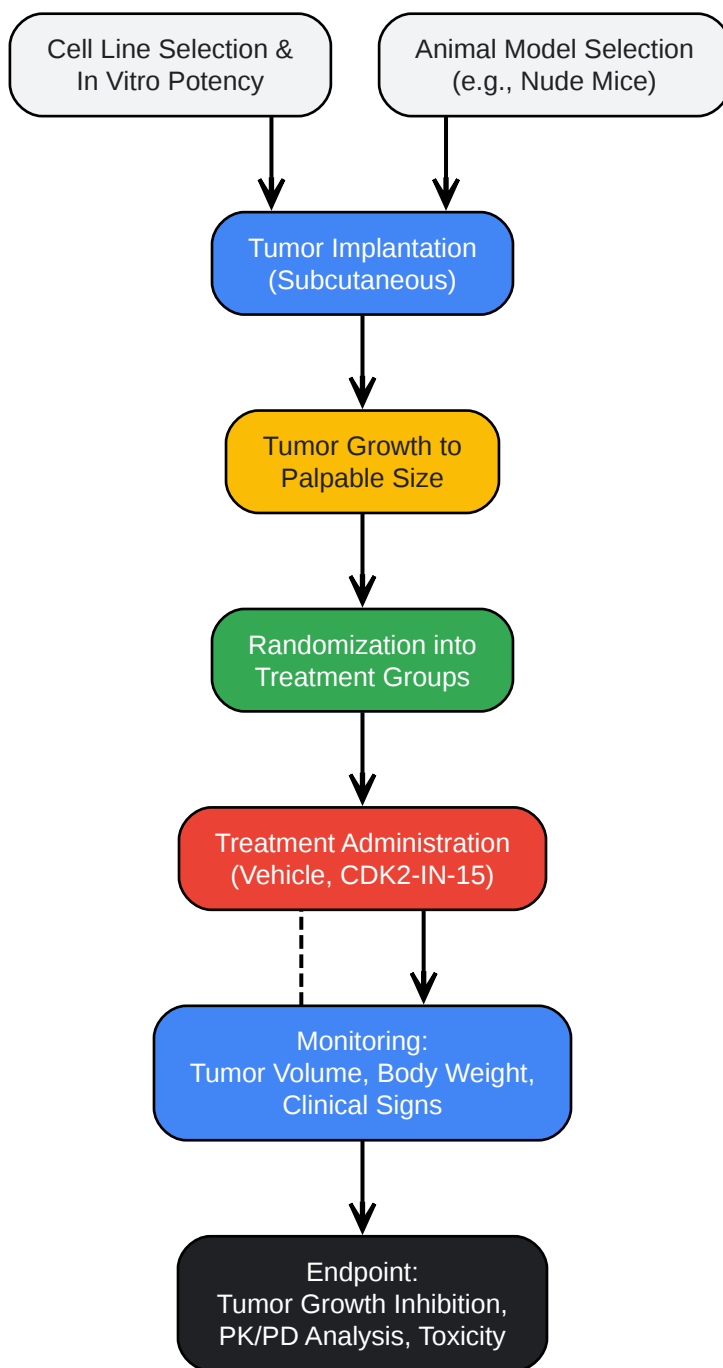 Cell Line Selection &
In Vitro Potency
Animal Model Selection
(e.g., Nude Mice)
Tumor Implantation
(Subcutaneous)
Tumor Growth to
Palpable Size
Randomization into
Treatment Groups
Treatment Administration
(Vehicle, CDK2-IN-15)
Monitoring:
Tumor Volume, Body Weight,
Clinical Signs
Endpoint:
Tumor Growth Inhibition,
PK/PD Analysis, Toxicity